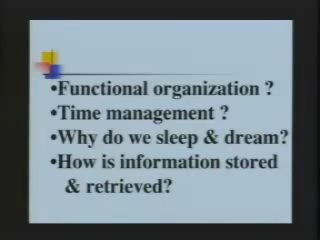 •Functional organization ?
•Time management ?
•Why do we sleep & dream?
•How is information stored
& retrieved?